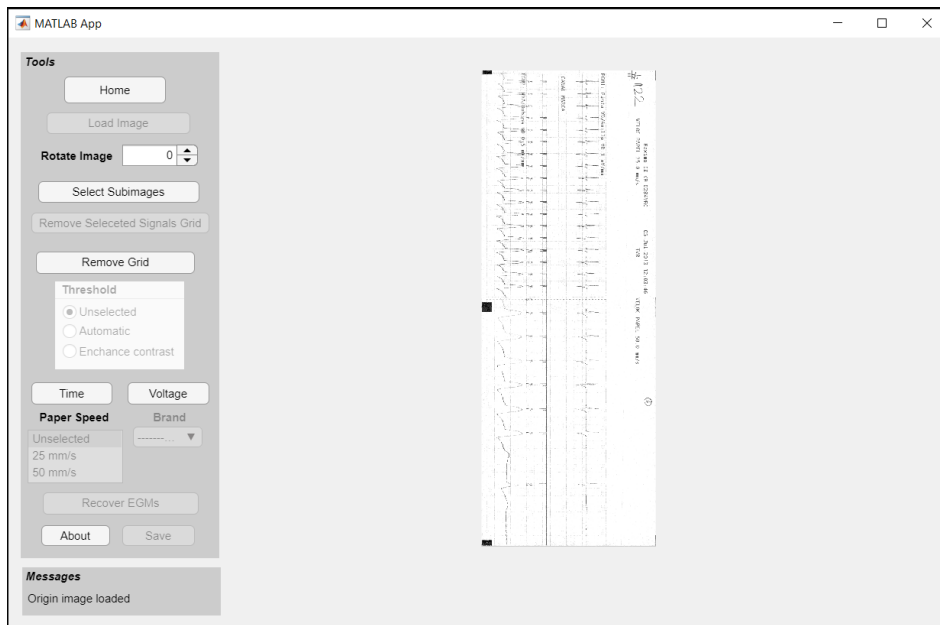 MATLAB App
Tools
Home
Load Image
Rotate Image 0
Select Subimages
Remove Seleceted Signals Grid
Remove Grid
Threshold
Unselected
Automatic
Enchance contrast
Time Voltage
Paper Speed Brand
Unselected -------...
25 mm/s
50 mm/s
Recover EGMs
About Save
Messages
Origin image loaded